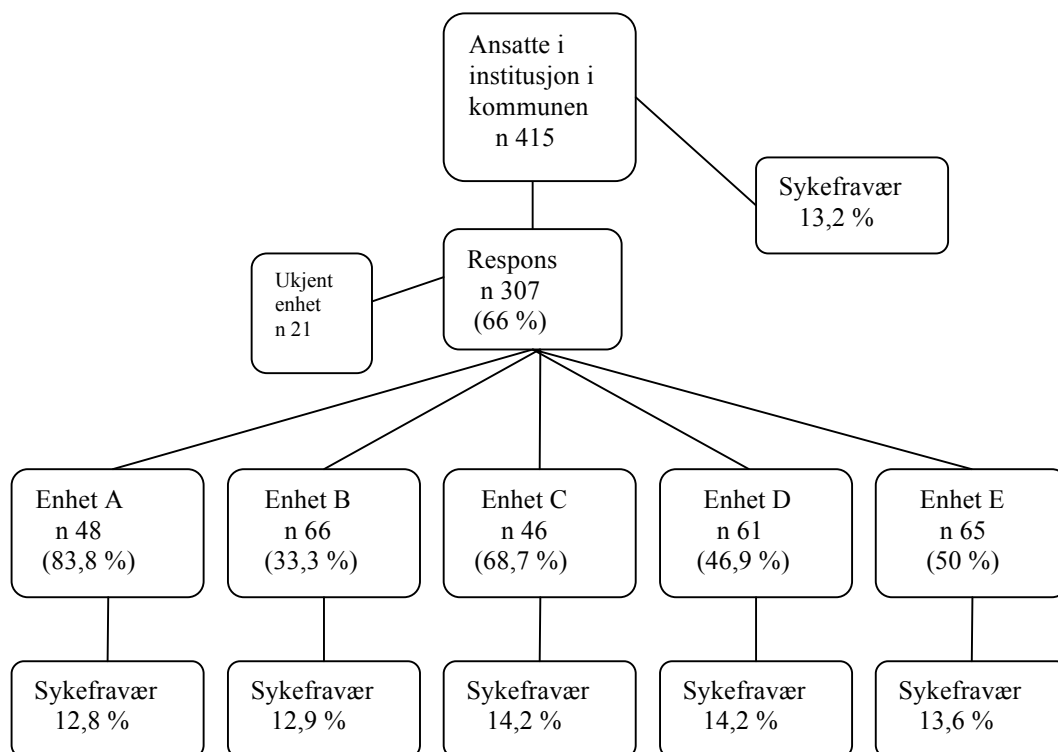 Ansatte i
institusjon i
kommunen
n 415
Sykefravær
13,2 %
Respons
n 307
(66 %)
Ukjent
enhet
n 21
Enhet A
n 48
(83,8 %)
Enhet B
n 66
(33,3 %)
Enhet C
n 46
(68,7 %)
Enhet D
n 61
(46,9 %)
Enhet E
n 65
(50 %)
Sykefravær
12,8 %
Sykefravær
12,9 %
Sykefravær
14,2 %
Sykefravær
14,2 %
Sykefravær
13,6 %